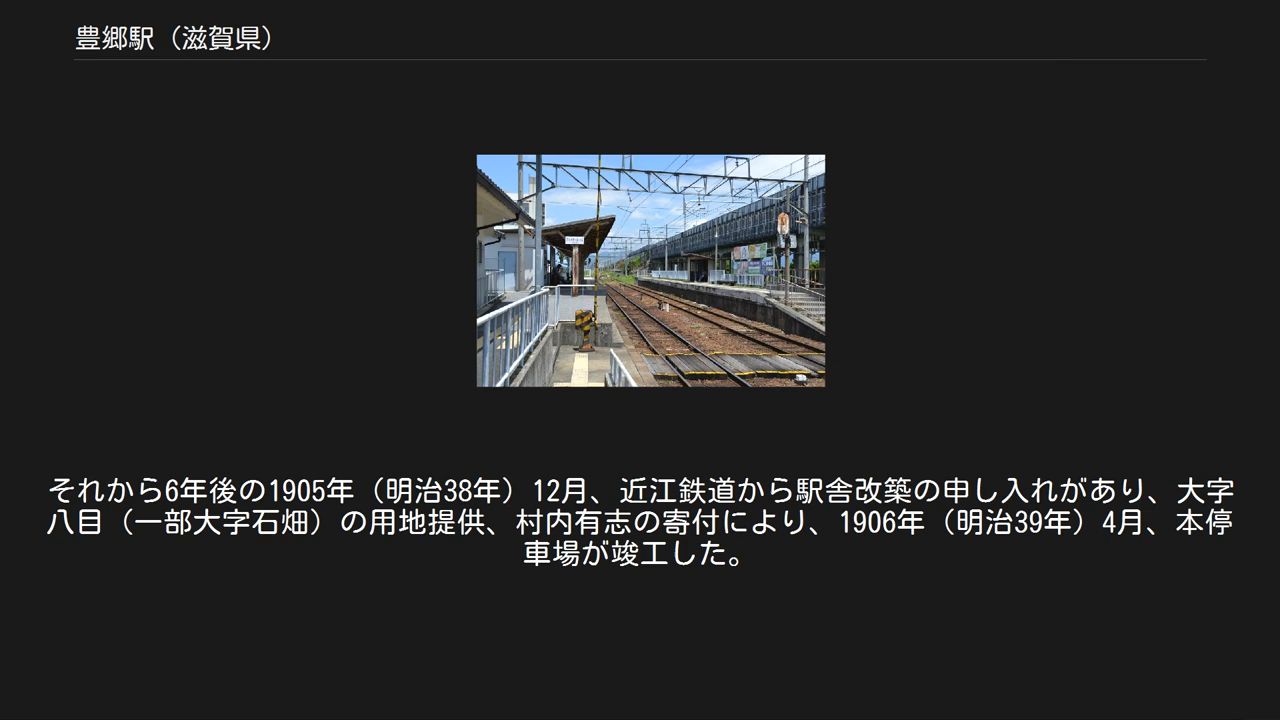 豊郷駅（滋賀県）
それから6年後の1905年（明治38年）12月、近江鉄道から駅舎改築の申し入れがあり、大字
八目（一部大字石畑）の用地提供、村内有志の寄付により、1906年（明治39年）4月、本停
車場が竣工した。